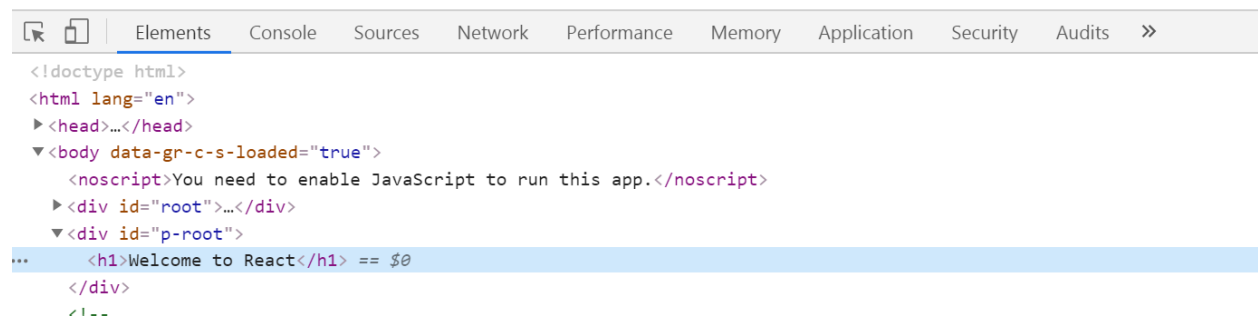 Elements Console Sources Network Performance Memory Application Security Audits »
<!doctype html>
<html lang="en">
▶<head>…</head>
▼<body data-gr-c-s-loaded="true">
<noscript>You need to enable JavaScript to run this app.</noscript>
▶<div id="root">…</div>
▼<div id="p-root">
… <h1>Welcome to React</h1> == $0
</div>
<!--